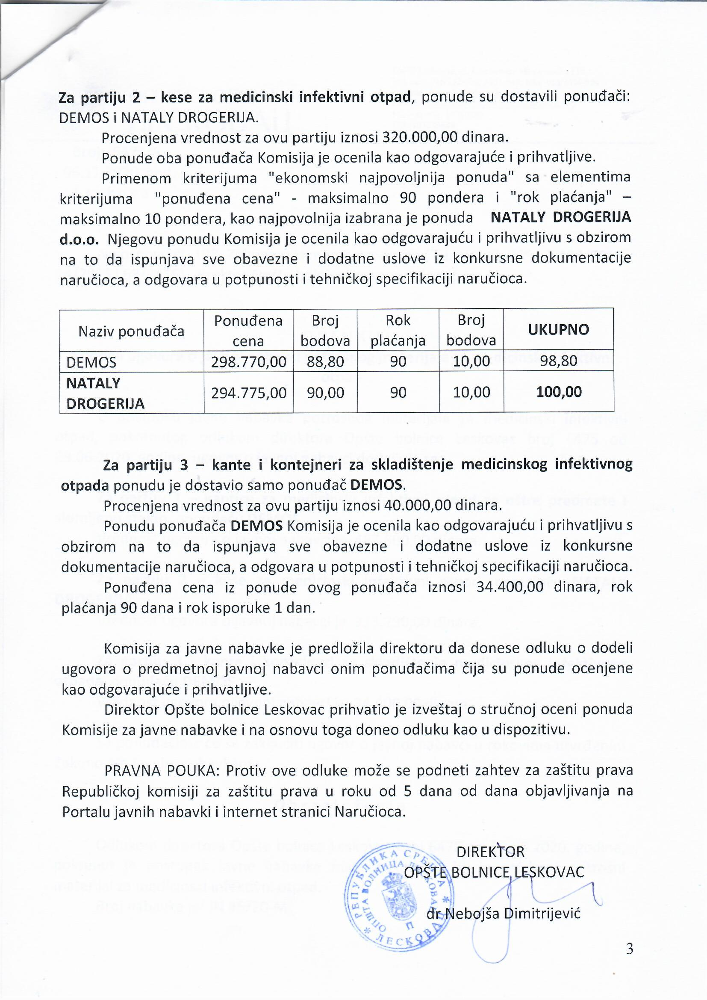 Za partiju 2 – kese za medicinski infektivni otpad, ponude su dostavili ponuđači:
DEMOS i NATALY DROGERIJA.
Procenjena vrednost za ovu partiju iznosi 320.000,00 dinara.
Ponude oba ponuđača Komisija je ocenila kao odgovarajuće i prihvatljive.
Primenom kriterijuma "ekonomski najpovoljnija ponuda" sa elementima
kriterijuma "ponuđena cena" - maksimalno 90 pondera i "rok plaćanja" –
maksimalno 10 pondera, kao najpovolnija izabrana je ponuda NATALY DROGERIJA
d.o.o. Njegovu ponudu Komisija je ocenila kao odgovarajuću i prihvatljivu s obzirom
na to da ispunjava sve obavezne i dodatne uslove iz konkursne dokumentacije
naručioca, a odgovara u potpunosti i tehničkoj specifikaciji naručioca.
Naziv ponuđača Ponuđena cena Broj bodova Rok plaćanja Broj bodova UKUPNO
DEMOS 298.770,00 88,80 90 10,00 98,80
NATALY DROGERIJA 294.775,00 90,00 90 10,00 100,00
Za partiju 3 – kante i kontejneri za skladištenje medicinskog infektivnog
otpada ponudu je dostavio samo ponuđač DEMOS.
Procenjena vrednost za ovu partiju iznosi 40.000,00 dinara.
Ponudu ponuđača DEMOS Komisija je ocenila kao odgovarajuću i prihvatljivu s
obzirom na to da ispunjava sve obavezne i dodatne uslove iz konkursne
dokumentacije naručioca, a odgovara u potpunosti i tehničkoj specifikaciji naručioca.
Ponuđena cena iz ponude ovog ponuđača iznosi 34.400,00 dinara, rok
plaćanja 90 dana i rok isporuke 1 dan.
Komisija za javne nabavke je predložila direktoru da donese odluku o dodeli
ugovora o predmetnoj javnoj nabavci onim ponuđačima čija su ponude ocenjene
kao odgovarajuće i prihvatljive.
Direktor Opšte bolnice Leskovac prihvatio je izveštaj o stručnoj oceni ponuda
Komisije za javne nabavke i na osnovu toga doneo odluku kao u dispozitivu.
PRAVNA POUKA: Protiv ove odluke može se podneti zahtev za zaštitu prava
Republičkoj komisiji za zaštitu prava u roku od 5 dana od dana objavljivanja na
Portalu javnih nabavki i internet stranici Naručioca.
DIREKTOR
OPŠTE BOLNICE LESKOVAC
dr Nebojša Dimitrijević
РЕПУБЛИКА СРБИЈА * ЛЕСКОВАЦ *
ОПШТА БОЛНИЦА ЛЕСКОВАЦ
П
3